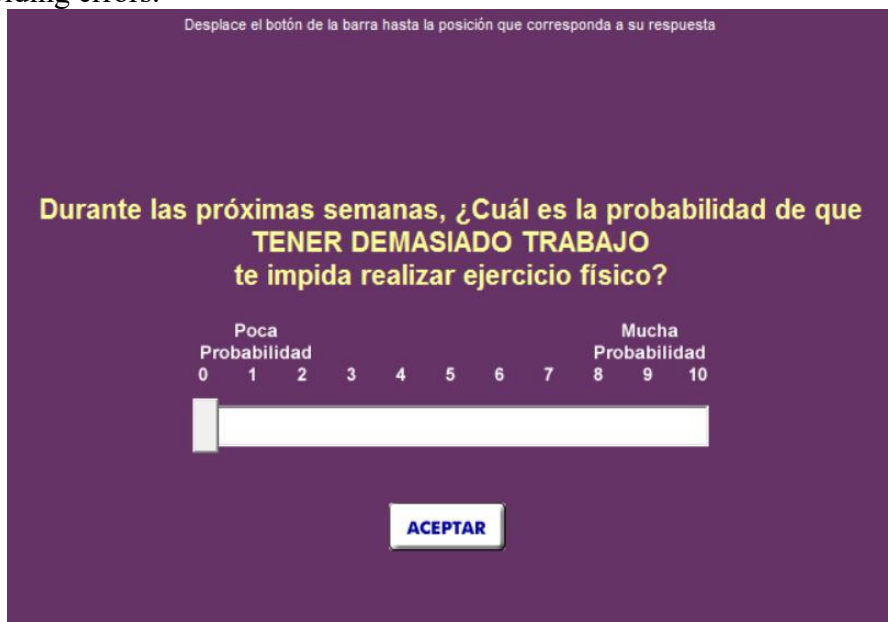 errors.
Desplace el botón de la barra hasta la posición que corresponda a su respuesta
Durante las próximas semanas, ¿Cuál es la probabilidad de que
TENER DEMASIADO TRABAJO
te impida realizar ejercicio físico?
Poca Mucha
Probabilidad Probabilidad
0 1 2 3 4 5 6 7 8 9 10
ACEPTAR